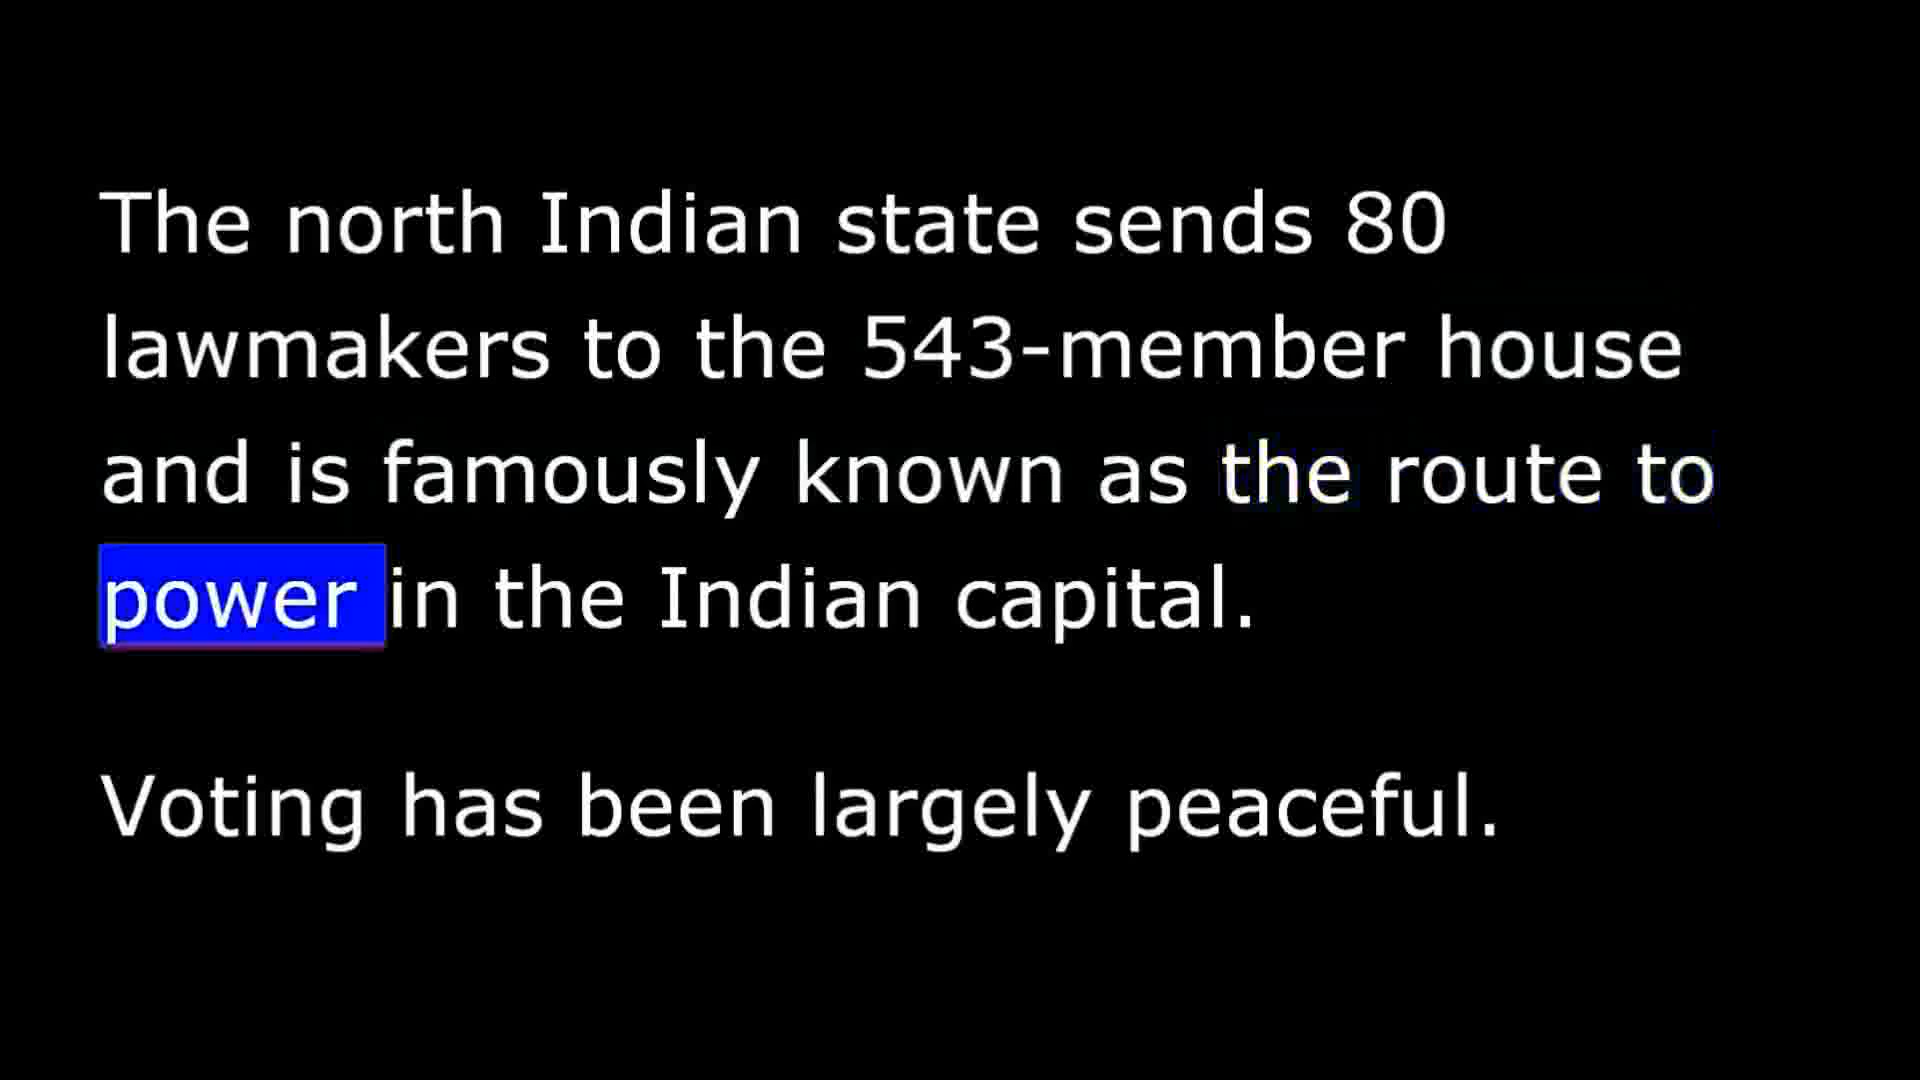 The north Indian state sends 80
lawmakers to the 543-member house
and is famously known as the route to
power in the Indian capital.
Voting has been largely peaceful.